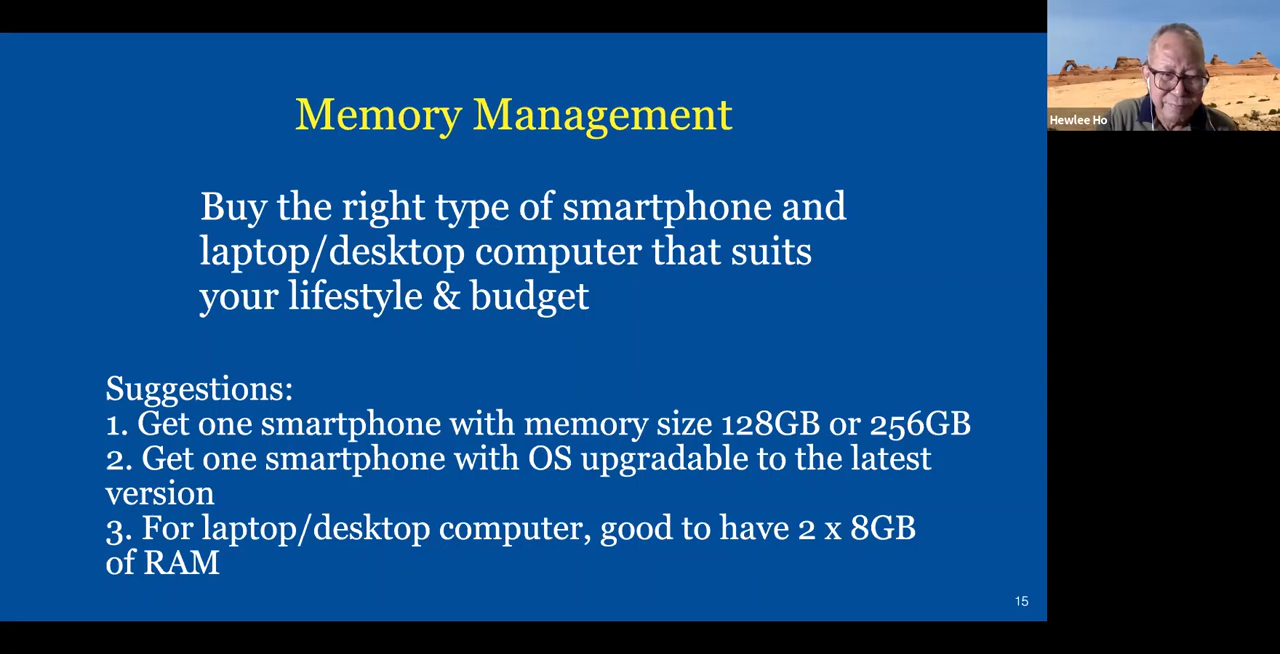 Memory Management
Buy the right type of smartphone and
laptop/desktop computer that suits
your lifestyle & budget
Suggestions:
1. Get one smartphone with memory size 128GB or 256GB
2. Get one smartphone with OS upgradable to the latest
version
3. For laptop/desktop computer, good to have 2 x 8GB
of RAM
15
Hewlee Ho